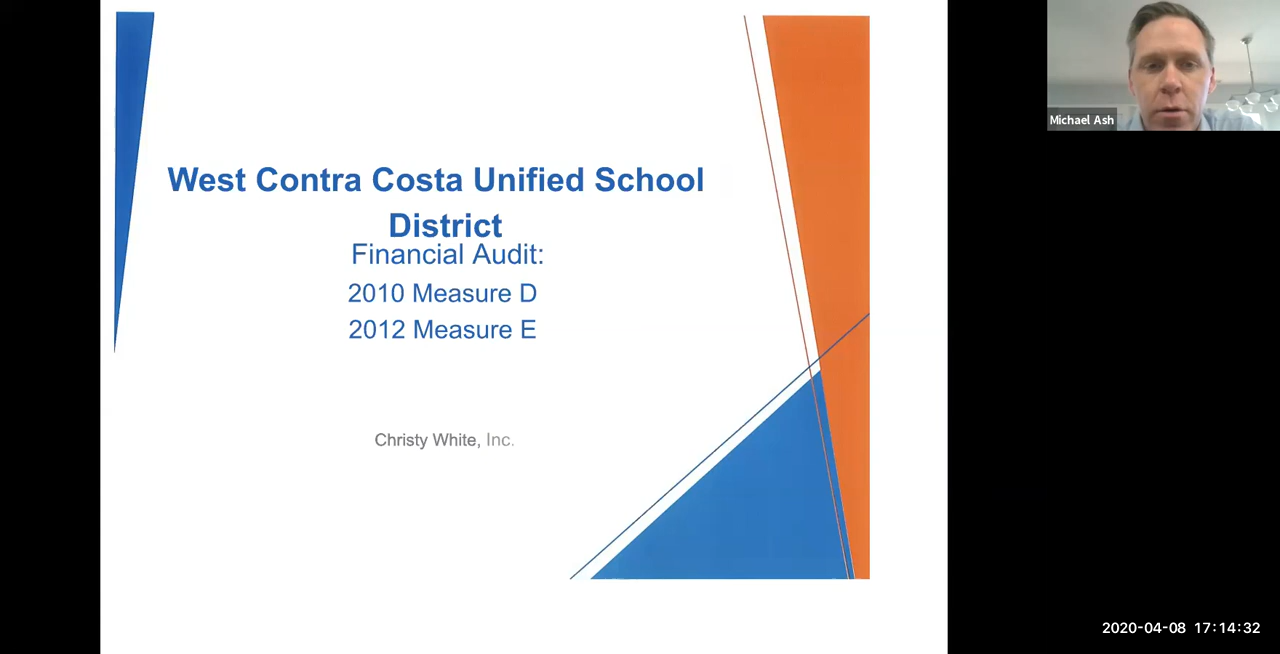 West Contra Costa Unified School
District
Financial Audit:
2010 Measure D
2012 Measure E
Christy White, Inc.
Michael Ash
2020-04-08 17:14:32